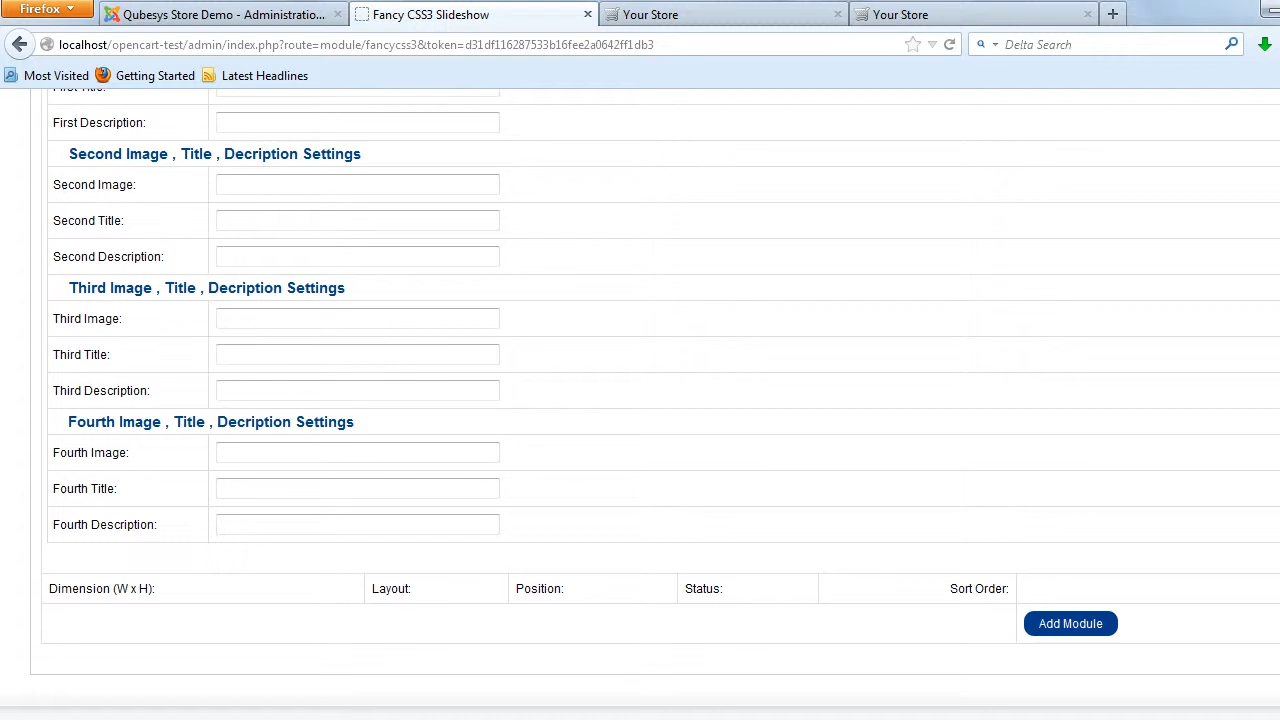 Firefox
Qubesys Store Demo - Administratio...
Fancy CSS3 Slideshow
Your Store
Your Store
localhost/opencart-test/admin/index.php?route=module/fancycss3&token=d31df116287533b16fee2a0642ff1db3
Delta Search
Most Visited
Getting Started
Latest Headlines
First Title:
First Description:
Second Image , Title , Decription Settings
Second Image:
Second Title:
Second Description:
Third Image , Title , Decription Settings
Third Image:
Third Title:
Third Description:
Fourth Image , Title , Decription Settings
Fourth Image:
Fourth Title:
Fourth Description:
Dimension (W x H):
Layout:
Position:
Status:
Sort Order:
Add Module